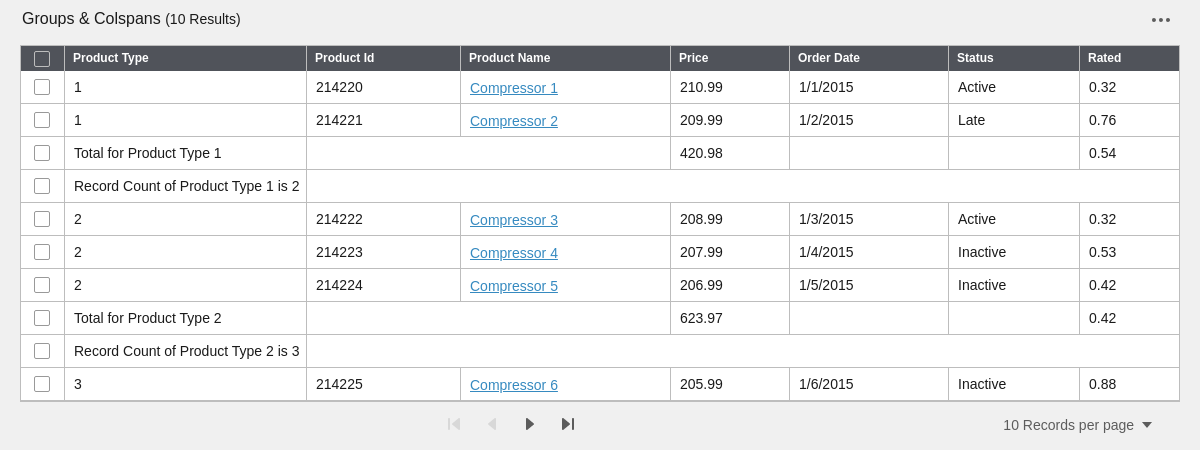 Groups & Colspans (10 Results)
Product Type Product Id Product Name Price Order Date Status Rated
1 214220 Compressor 1 210.99 1/1/2015 Active 0.32
1 214221 Compressor 2 209.99 1/2/2015 Late 0.76
Total for Product Type 1 420.98 0.54
Record Count of Product Type 1 is 2
2 214222 Compressor 3 208.99 1/3/2015 Active 0.32
2 214223 Compressor 4 207.99 1/4/2015 Inactive 0.53
2 214224 Compressor 5 206.99 1/5/2015 Inactive 0.42
Total for Product Type 2 623.97 0.42
Record Count of Product Type 2 is 3
3 214225 Compressor 6 205.99 1/6/2015 Inactive 0.88
10 Records per page